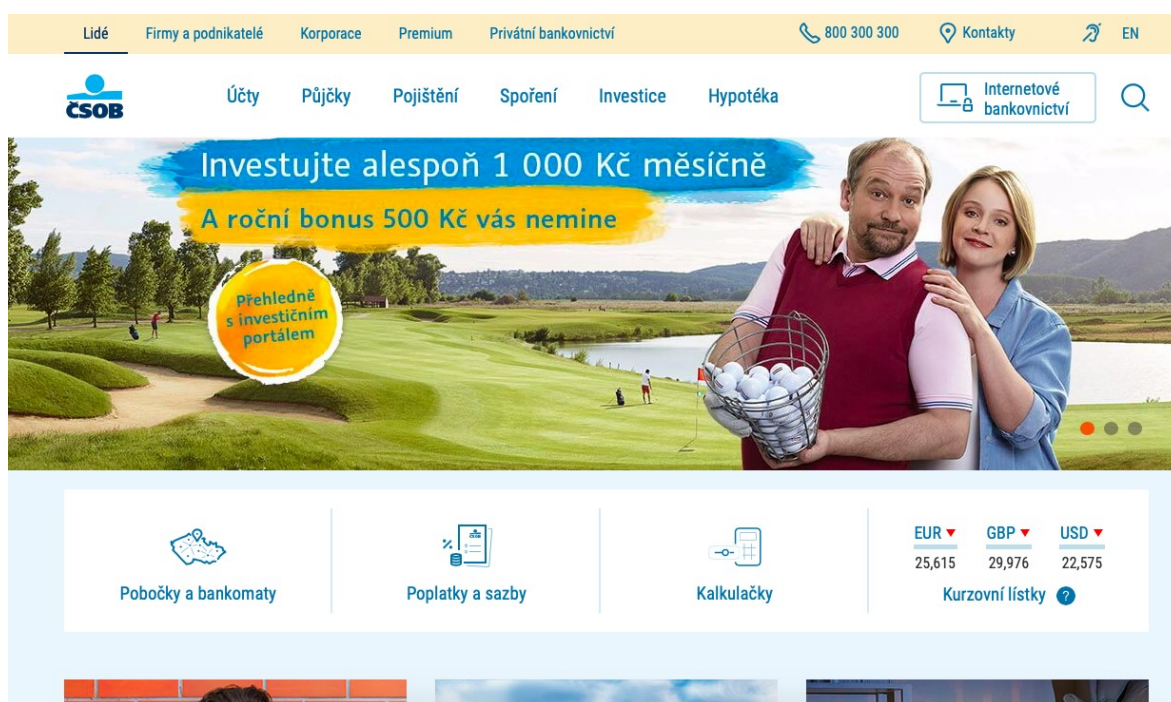 Lidé Firmy a podnikatelé Korporace Premium Privátní bankovnictví 800 300 300 Kontakty EN
ČSOB
Účty Půjčky Pojištění Spoření Investice Hypotéka
Internetové
bankovnictví
Investujte alespoň 1 000 Kč měsíčně
A roční bonus 500 Kč vás nemine
Přehledně
s investičním
portálem
Pobočky a bankomaty
Poplatky a sazby
Kalkulačky
EUR GBP USD
25,615 29,976 22,575
Kurzovní lístky ?